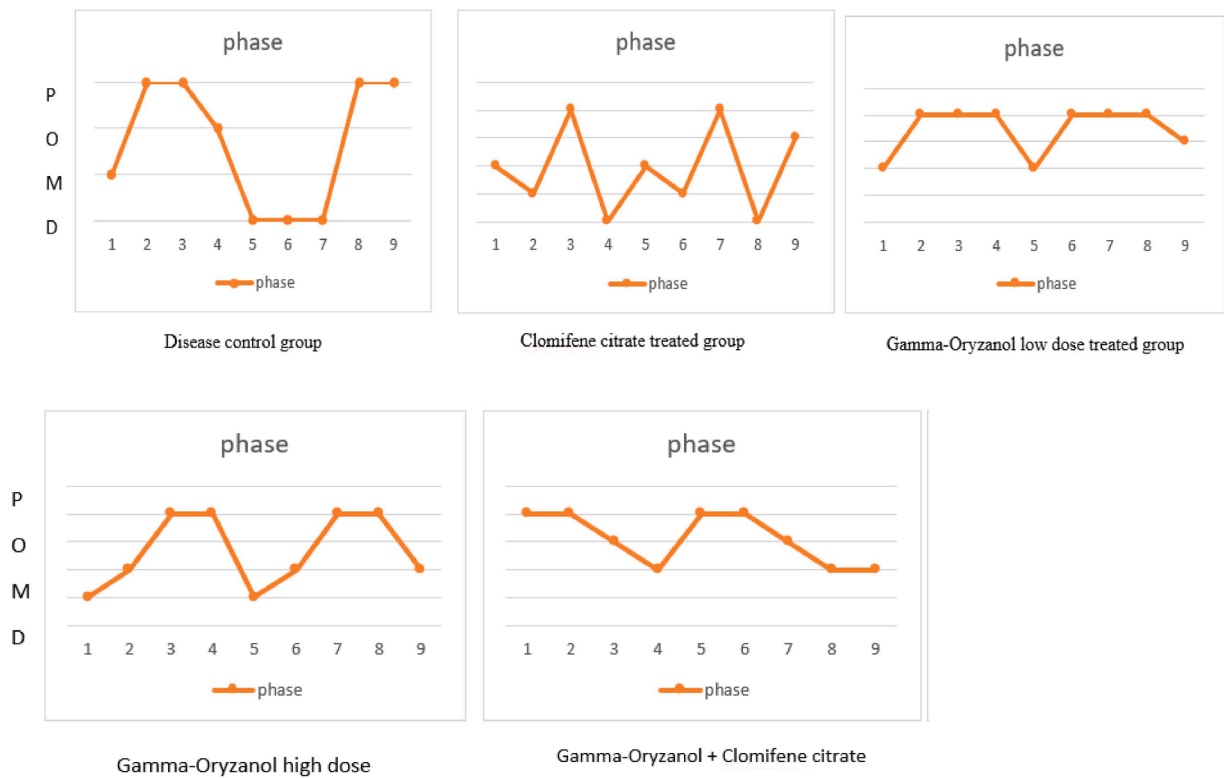 phase
P
O
M
D
1 2 3 4 5 6 7 8 9
phase
Disease control group
phase
1 2 3 4 5 6 7 8 9
phase
Clomifene citrate treated group
phase
1 2 3 4 5 6 7 8 9
phase
Gamma-Oryzanol low dose treated group
phase
P
O
M
D
1 2 3 4 5 6 7 8 9
phase
Gamma-Oryzanol high dose
phase
1 2 3 4 5 6 7 8 9
phase
Gamma-Oryzanol + Clomifene citrate